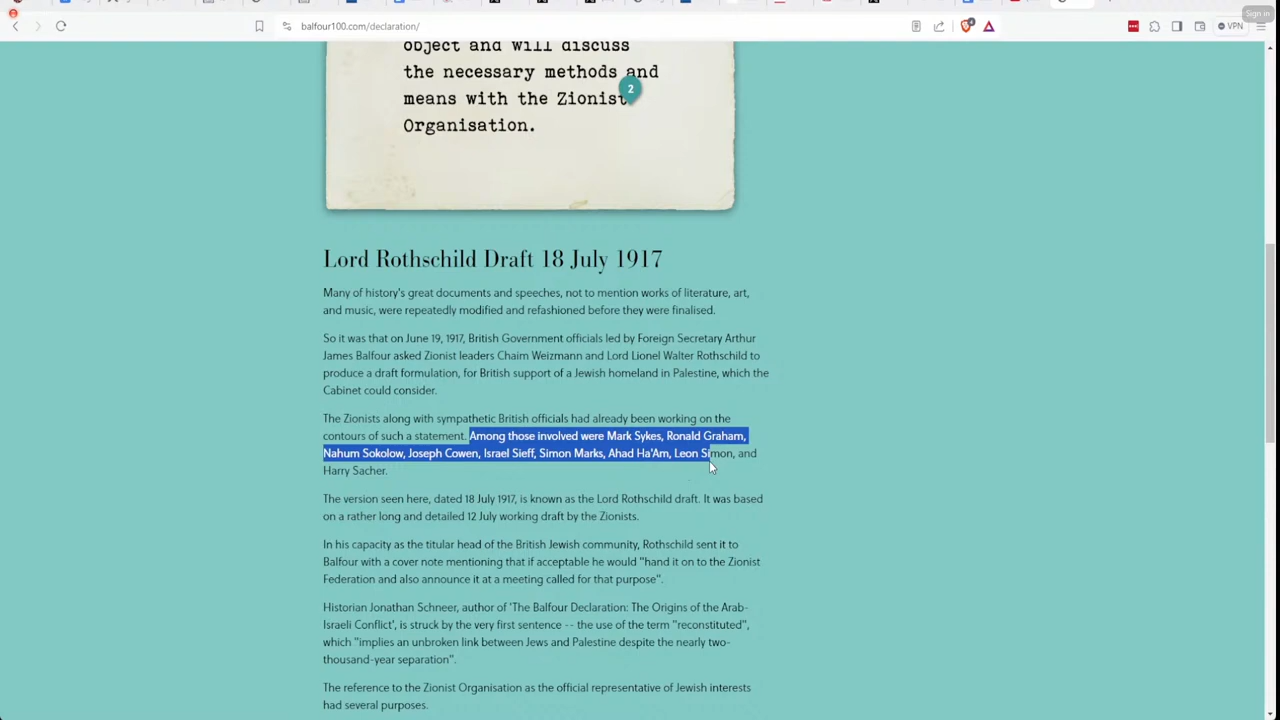 Sign in
balfour100.com/declaration/
VPN
object and will discuss
the necessary methods and
means with the Zionist
Organisation.
2
Lord Rothschild Draft 18 July 1917
Many of history's great documents and speeches, not to mention works of literature, art,
and music, were repeatedly modified and refashioned before they were finalised.
So it was that on June 19, 1917, British Government officials led by Foreign Secretary Arthur
James Balfour asked Zionist leaders Chaim Weizmann and Lord Lionel Walter Rothschild to
produce a draft formulation, for British support of a Jewish homeland in Palestine, which the
Cabinet could consider.
The Zionists along with sympathetic British officials had already been working on the
contours of such a statement. Among those involved were Mark Sykes, Ronald Graham,
Nahum Sokolow, Joseph Cowen, Israel Sieff, Simon Marks, Ahad Ha'Am, Leon Simon, and
Harry Sacher.
The version seen here, dated 18 July 1917, is known as the Lord Rothschild draft. It was based
on a rather long and detailed 12 July working draft by the Zionists.
In his capacity as the titular head of the British Jewish community, Rothschild sent it to
Balfour with a cover note mentioning that if acceptable he would "hand it on to the Zionist
Federation and also announce it at a meeting called for that purpose".
Historian Jonathan Schneer, author of 'The Balfour Declaration: The Origins of the Arab-
Israeli Conflict', is struck by the very first sentence -- the use of the term "reconstituted",
which "implies an unbroken link between Jews and Palestine despite the nearly two-
thousand-year separation".
The reference to the Zionist Organisation as the official representative of Jewish interests
had several purposes.